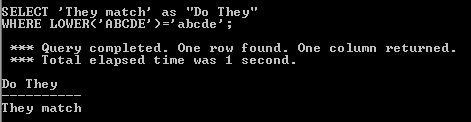 SELECT 'They match' as "Do They"
WHERE LOWER('ABCDE')='abcde';
*** Query completed. One row found. One column returned.
*** Total elapsed time was 1 second.
Do They
----------
They match